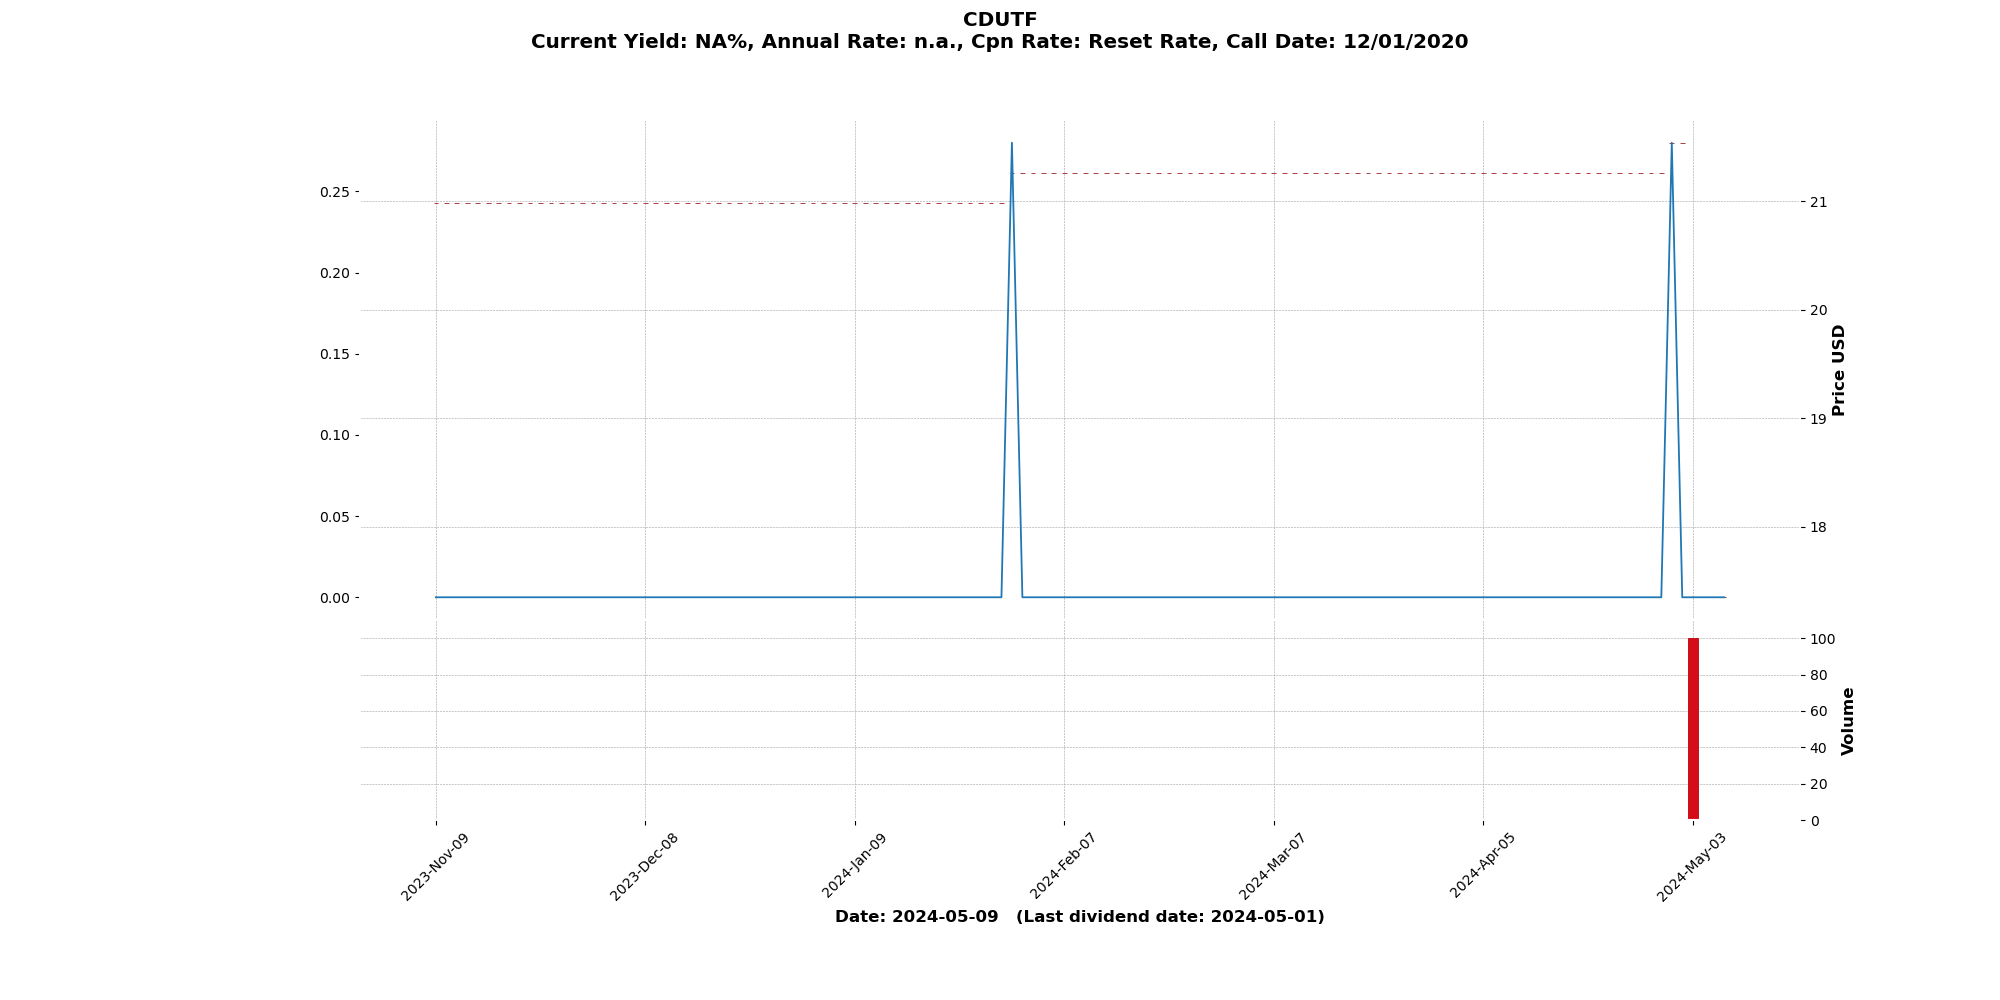 CDUTF
Current Yield: NA%, Annual Rate: n.a., Cpn Rate: Reset Rate, Call Date: 12/01/2020
0.25
0.20
0.15
0.10
0.05
0.00
21
20
19
18
Price USD
100
80
60
40
20
0
Volume
2023-Nov-09
2023-Dec-08
2024-Jan-09
2024-Feb-07
2024-Mar-07
2024-Apr-05
2024-May-03
Date: 2024-05-09 (Last dividend date: 2024-05-01)